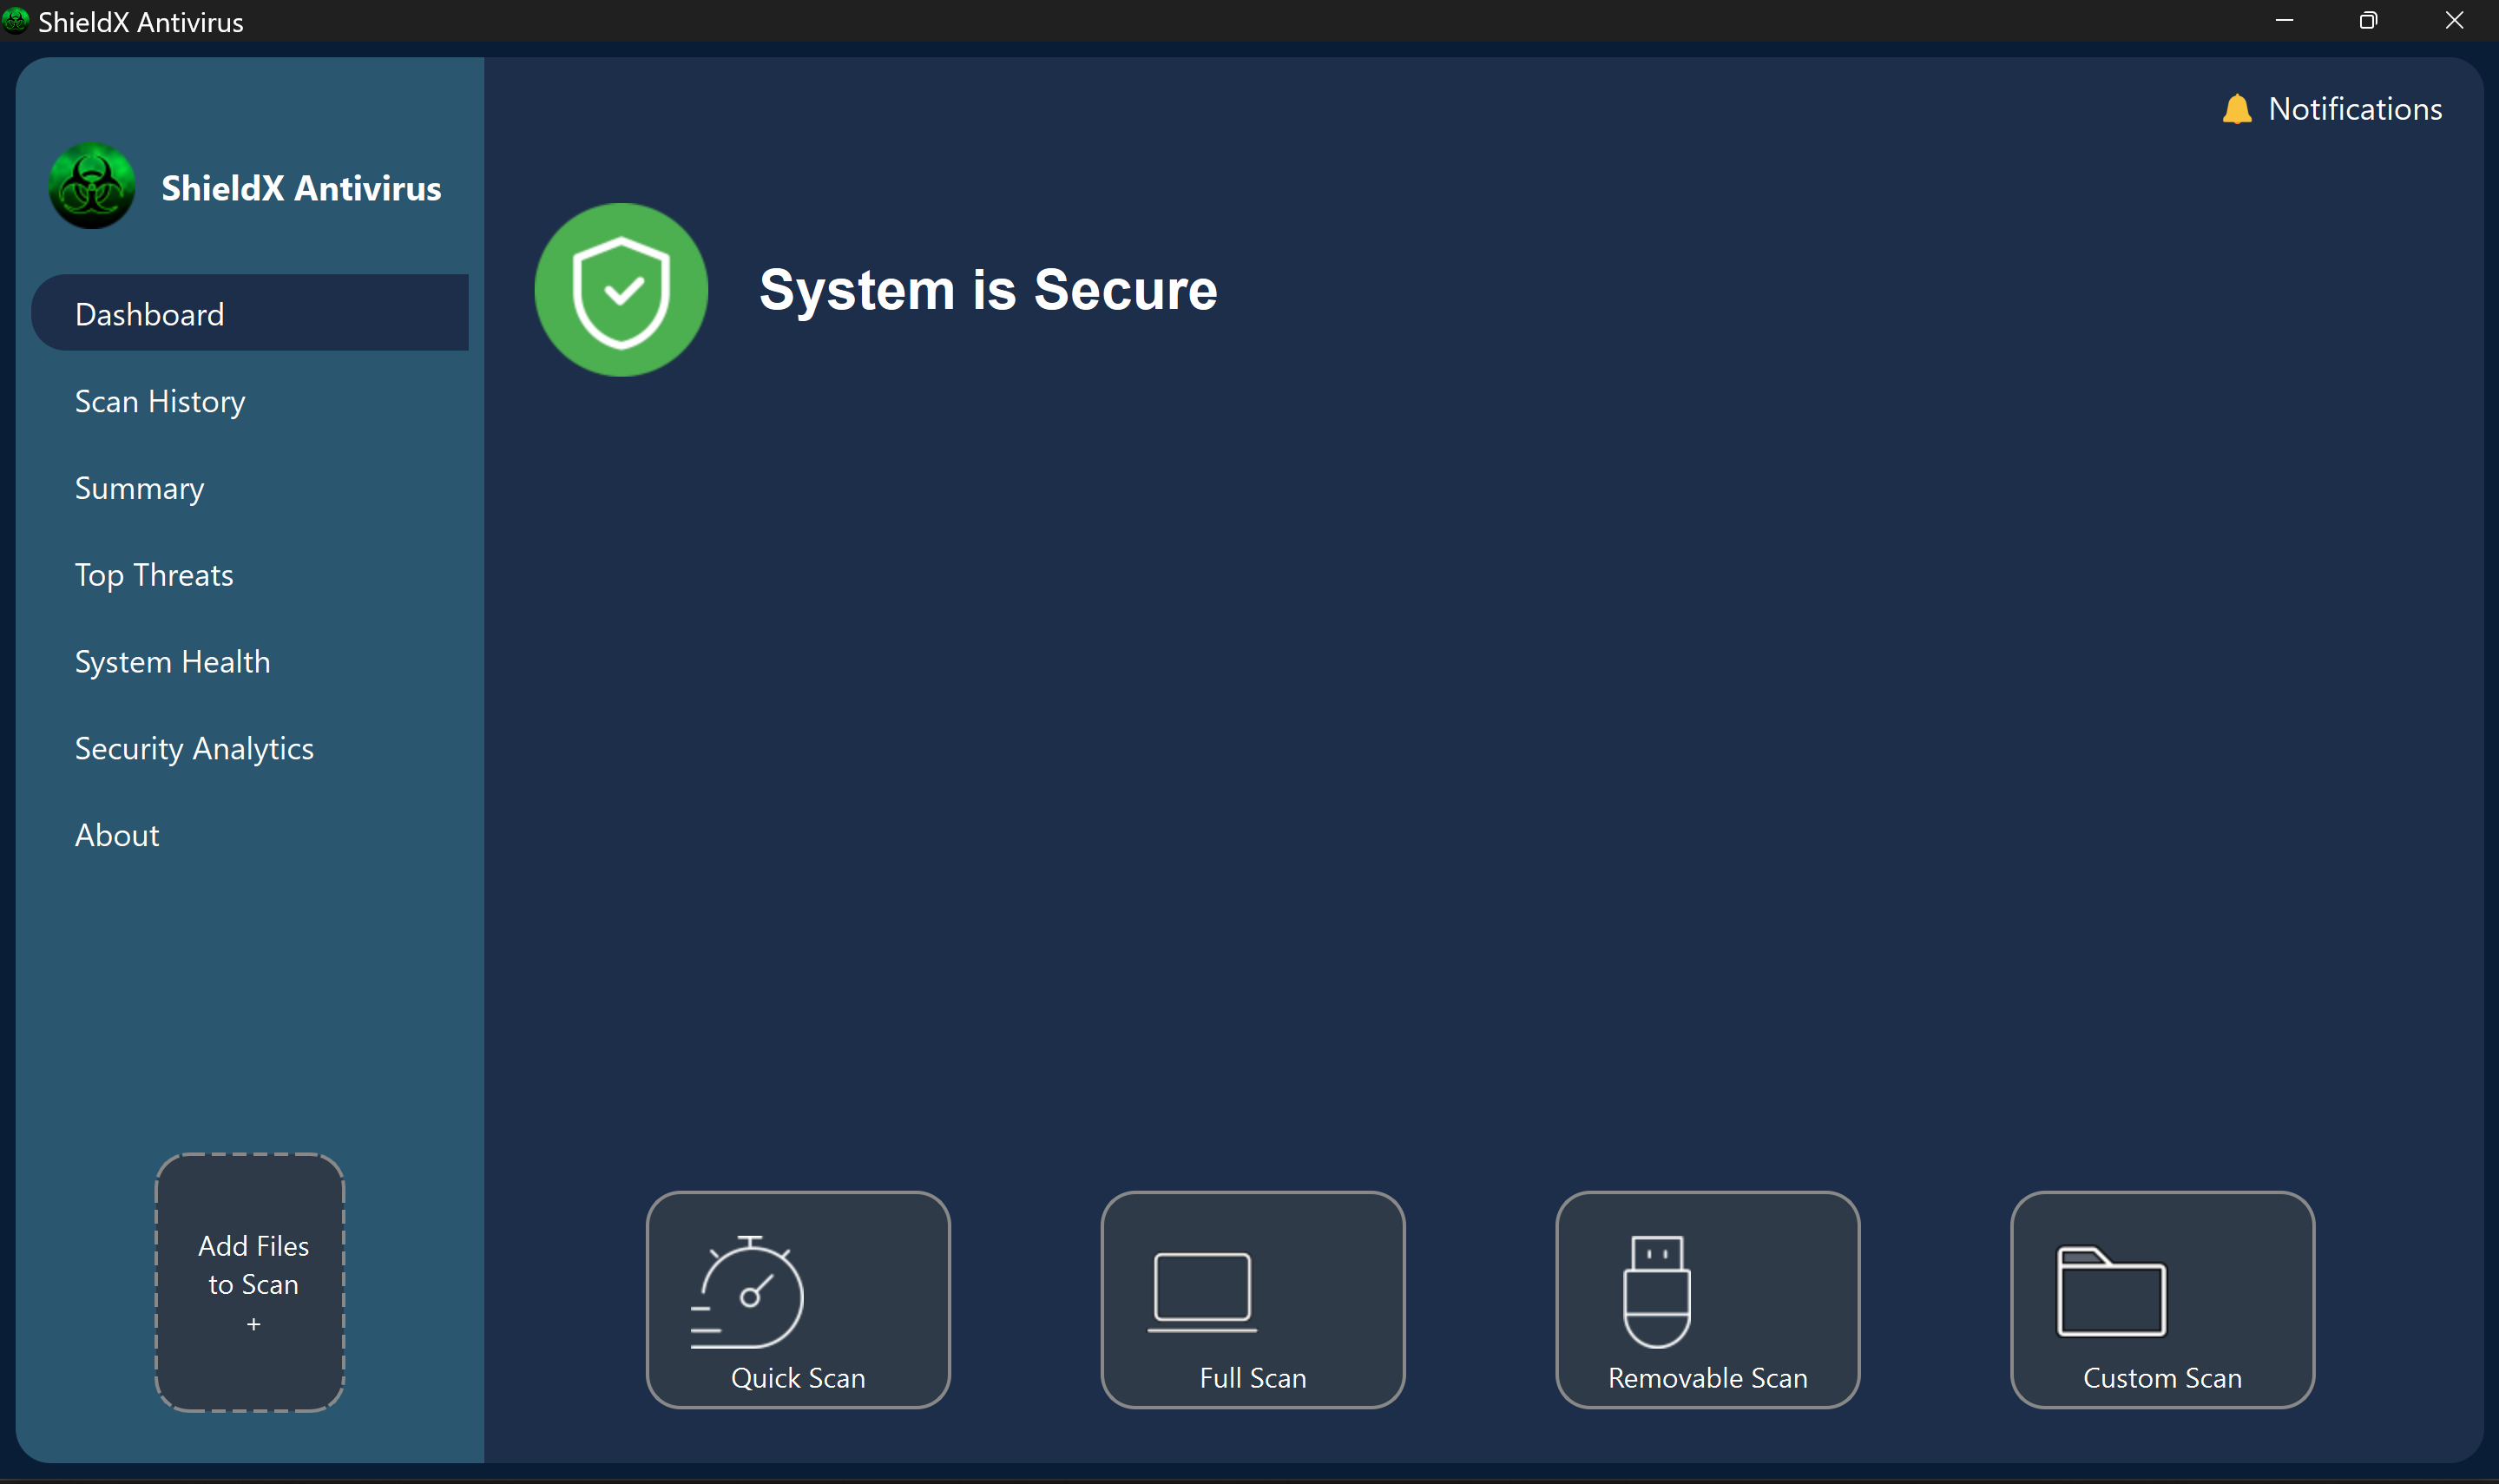 ShieldX Antivirus
Notifications
ShieldX Antivirus
System is Secure
Dashboard
Scan History
Summary
Top Threats
System Health
Security Analytics
About
Add Files
to Scan
+
Quick Scan
Full Scan
Removable Scan
Custom Scan